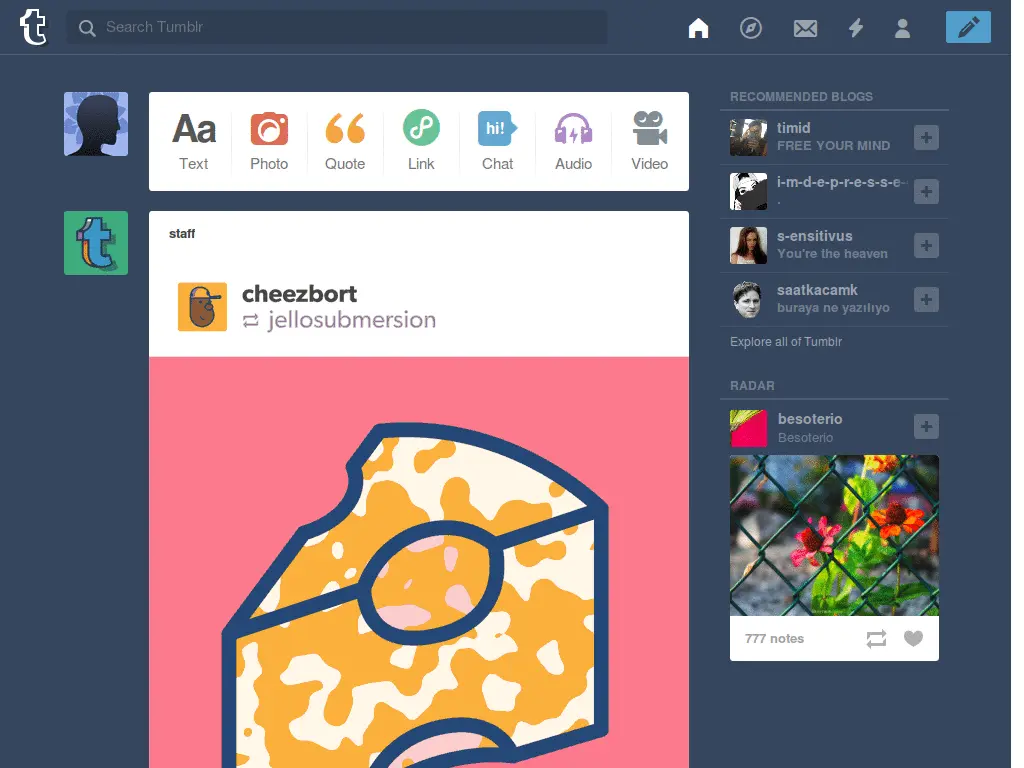 Search Tumblr
Aa
Text
Photo
Quote
Link
hi!
Chat
Audio
Video
staff
cheezbort
jellosubmersion
RECOMMENDED BLOGS
timid
FREE YOUR MIND
i-m-d-e-p-r-e-s-s-e-
.
s-ensitivus
You're the heaven
saatkacamk
buraya ne yazılıyo
Explore all of Tumblr
RADAR
besoterio
Besoterio
777 notes